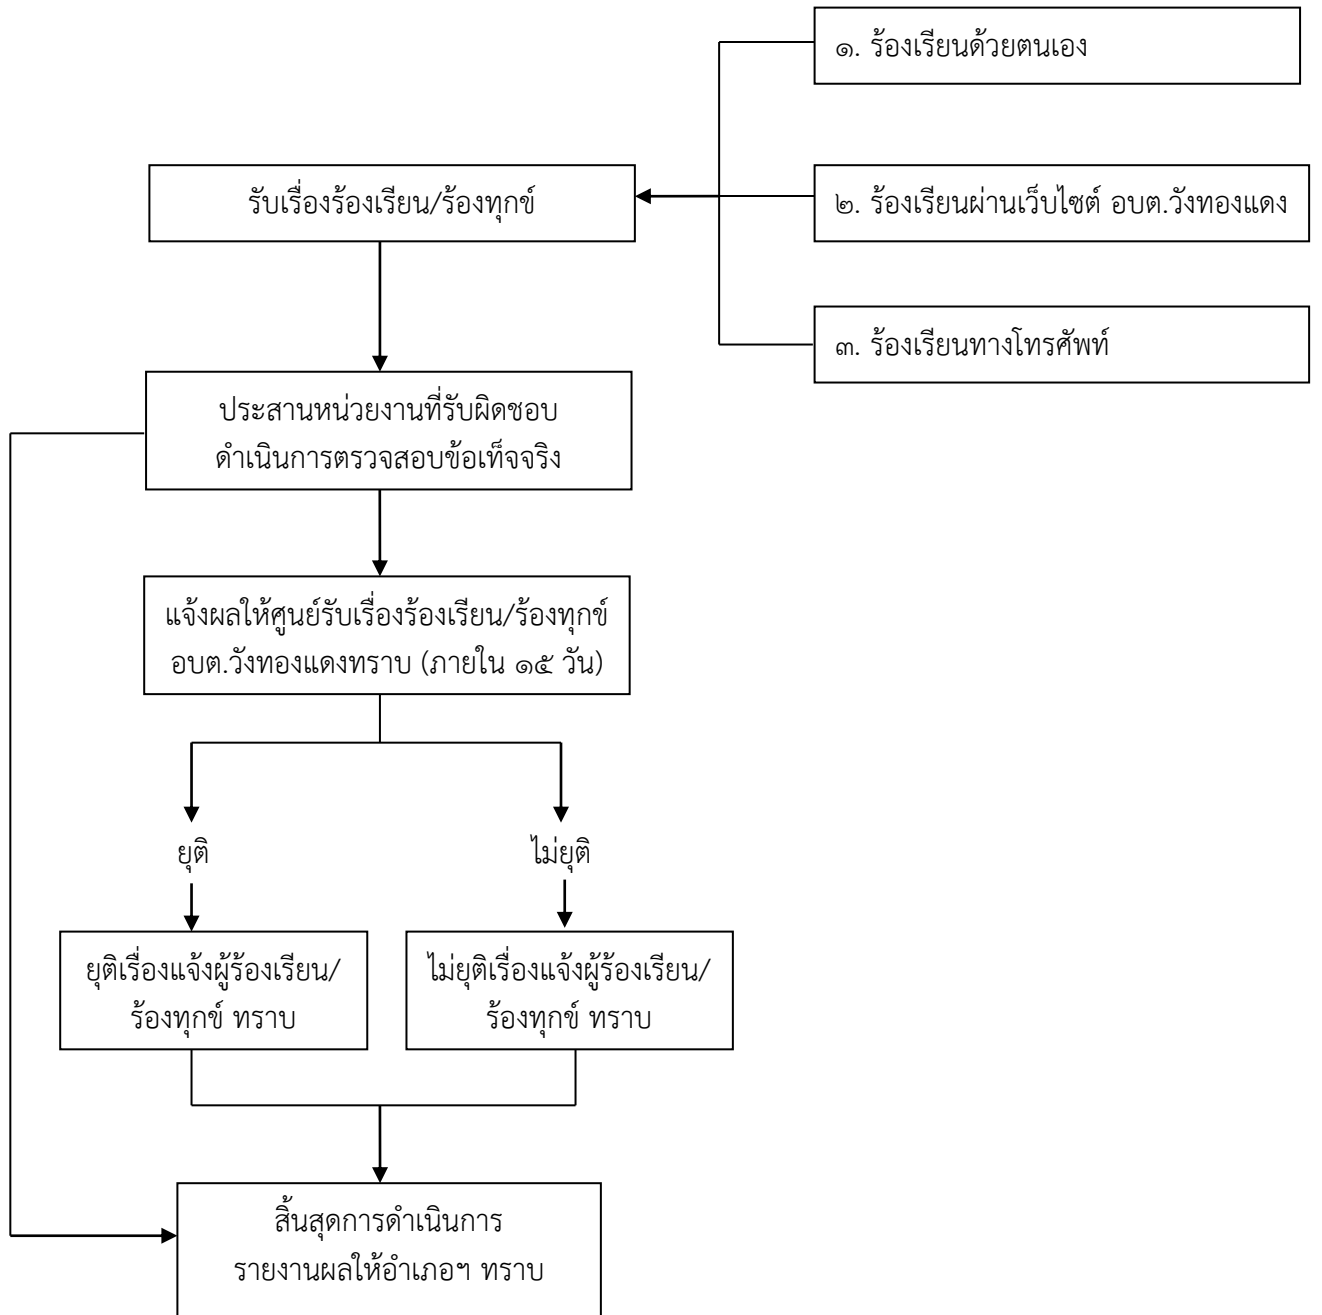 ๑. ร้องเรียนด้วยตนเอง
รับเรื่องร้องเรียน/ร้องทุกข์
๒. ร้องเรียนผ่านเว็บไซต์ อบต.วังทองแดง
๓. ร้องเรียนทางโทรศัพท์
ประสานหน่วยงานที่รับผิดชอบ
ดำเนินการตรวจสอบข้อเท็จจริง
แจ้งผลให้ศูนย์รับเรื่องร้องเรียน/ร้องทุกข์
อบต.วังทองแดงทราบ (ภายใน ๑๕ วัน)
ยุติ
ไม่ยุติ
ยุติเรื่องแจ้งผู้ร้องเรียน/
ร้องทุกข์ ทราบ
ไม่ยุติเรื่องแจ้งผู้ร้องเรียน/
ร้องทุกข์ ทราบ
สิ้นสุดการดำเนินการ
รายงานผลให้อำเภอฯ ทราบ